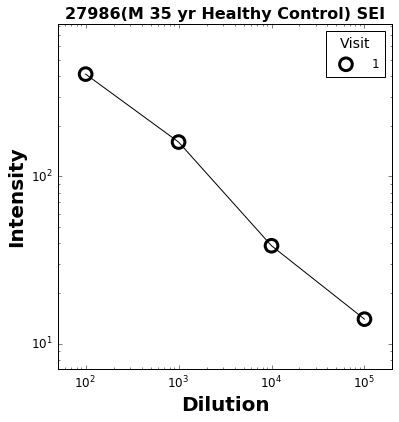 27986(M 35 yr Healthy Control) SEI
Visit
1
Intensity
10²
10¹
10²
10³
10⁴
10⁵
Dilution